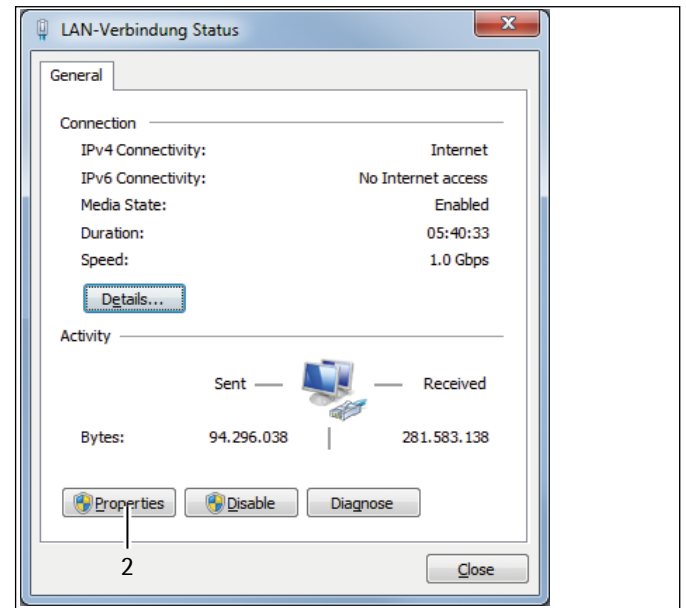 LAN-Verbindung Status
General
Connection
IPv4 Connectivity: Internet
IPv6 Connectivity: No Internet access
Media State: Enabled
Duration: 05:40:33
Speed: 1.0 Gbps
Details...
Activity
Sent Received
Bytes: 94.296.038 281.583.138
Properties Disable Diagnose
2
Close